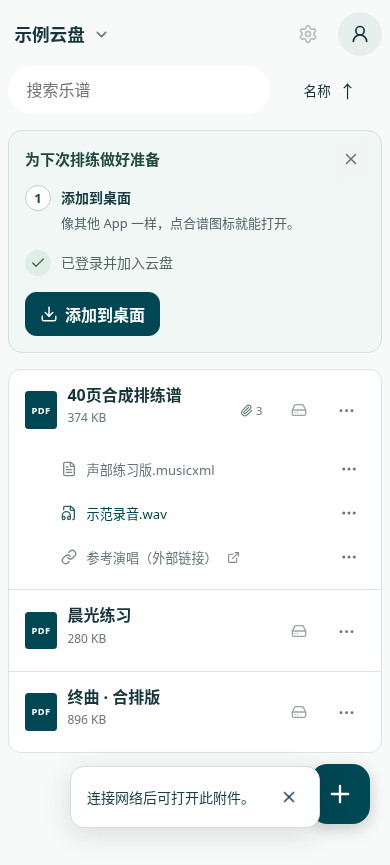 示例云盘
搜索乐谱
名称 ↑
为下次排练做好准备
1 添加到桌面
像其他 App 一样，点合谱图标就能打开。
已登录并加入云盘
添加到桌面
PDF 40页合成排练谱
374 KB
3
声部练习版.musicxml
示范录音.wav
参考演唱（外部链接）
PDF 晨光练习
280 KB
PDF 终曲 · 合排版
896 KB
连接网络后可打开此附件。